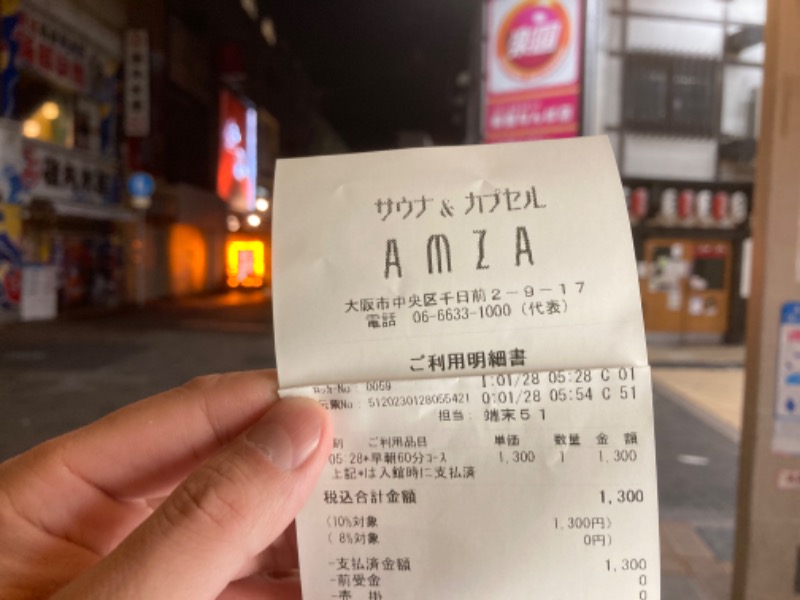 サウナ & カプセル
AMZA
大阪市中央区千日前2-9-17
電話 06-6633-1000 (代表)
ご利用明細書
No: 0059 I:01/28 05:28 C 01
No: 5120230128055421 O:01/28 05:54 C 51
担当: 端末51
ご利用品目 単価 数量 金額
05:28*早朝60分コース 1,300 1 1,300
上記*は入館時に支払済
税込合計金額 1,300
(10%対象 1,300円)
( 8%対象 0円)
-支払済金額 1,300
-前受金 0
-売 掛 0